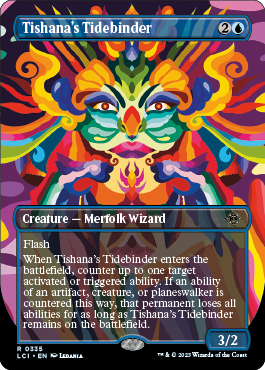 Tishana's Tidebinder 2
Creature — Merfolk Wizard
Flash
When Tishana's Tidebinder enters the
battlefield, counter up to one target
activated or triggered ability. If an ability
of an artifact, creature, or planeswalker is
countered this way, that permanent loses all
abilities for as long as Tishana's Tidebinder
remains on the battlefield.
3/2
R 0335
LCI • EN Ledania
™ & © 2023 Wizards of the Coast